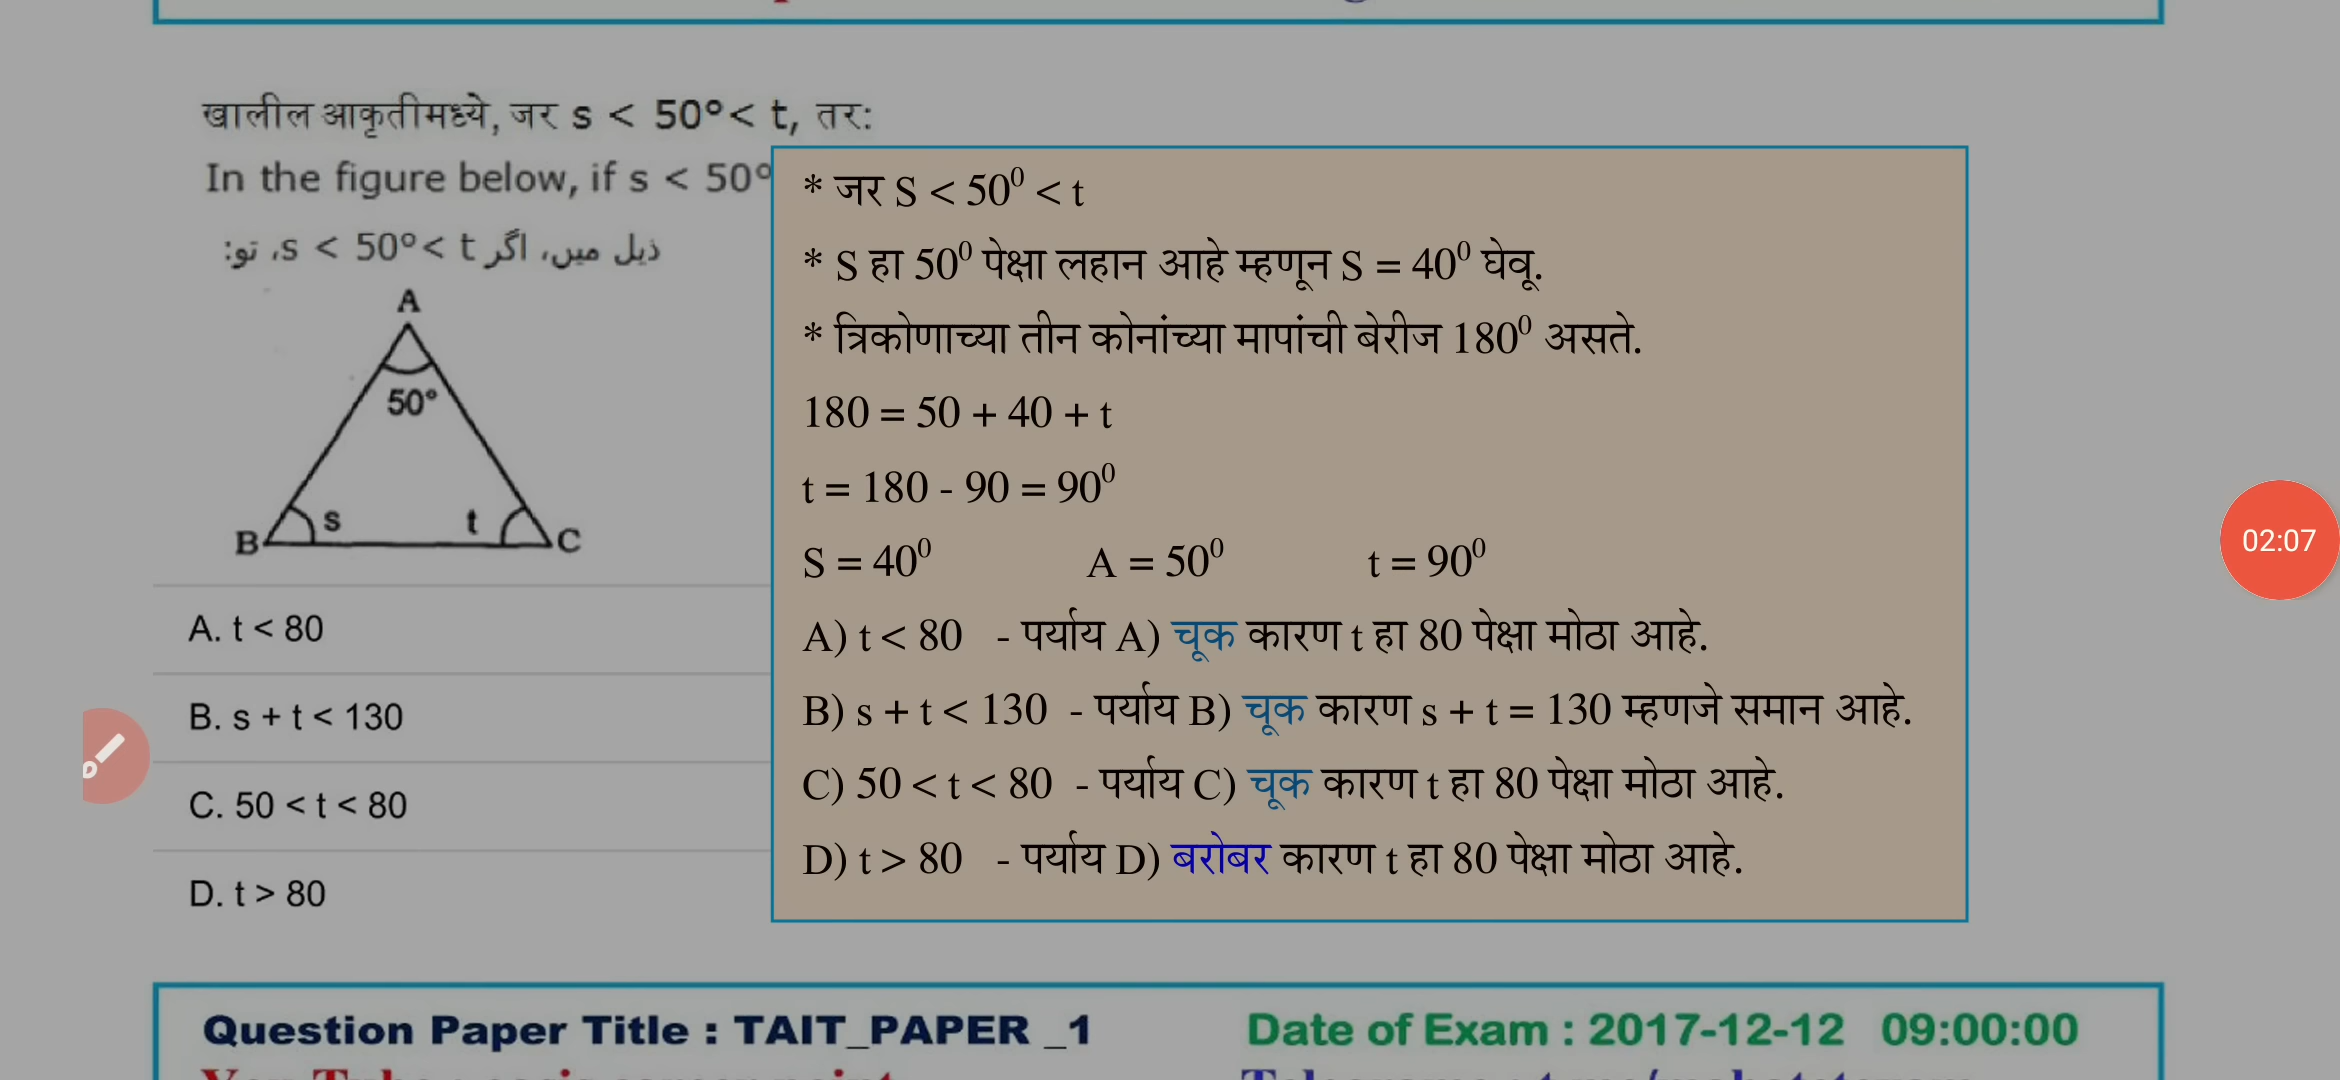 खालील आकृतीमध्ये, जर s < 50°< t, तर:
In the figure below, if s < 50°
ذیل میں، اگر s < 50°< t، تو:
A
50°
s
t
B
C
A. t < 80
B. s + t < 130
C. 50 < t < 80
D. t > 80
* जर S < 50⁰ < t
* S हा 50⁰ पेक्षा लहान आहे म्हणून S = 40⁰ घेवू.
* त्रिकोणाच्या तीन कोनांच्या मापांची बेरीज 180⁰ असते.
180 = 50 + 40 + t
t = 180 - 90 = 90⁰
S = 40⁰ A = 50⁰ t = 90⁰
A) t < 80 - पर्याय A) चूक कारण t हा 80 पेक्षा मोठा आहे.
B) s + t < 130 - पर्याय B) चूक कारण s + t = 130 म्हणजे समान आहे.
C) 50 < t < 80 - पर्याय C) चूक कारण t हा 80 पेक्षा मोठा आहे.
D) t > 80 - पर्याय D) बरोबर कारण t हा 80 पेक्षा मोठा आहे.
02:07
Question Paper Title : TAIT_PAPER _1 Date of Exam : 2017-12-12 09:00:00